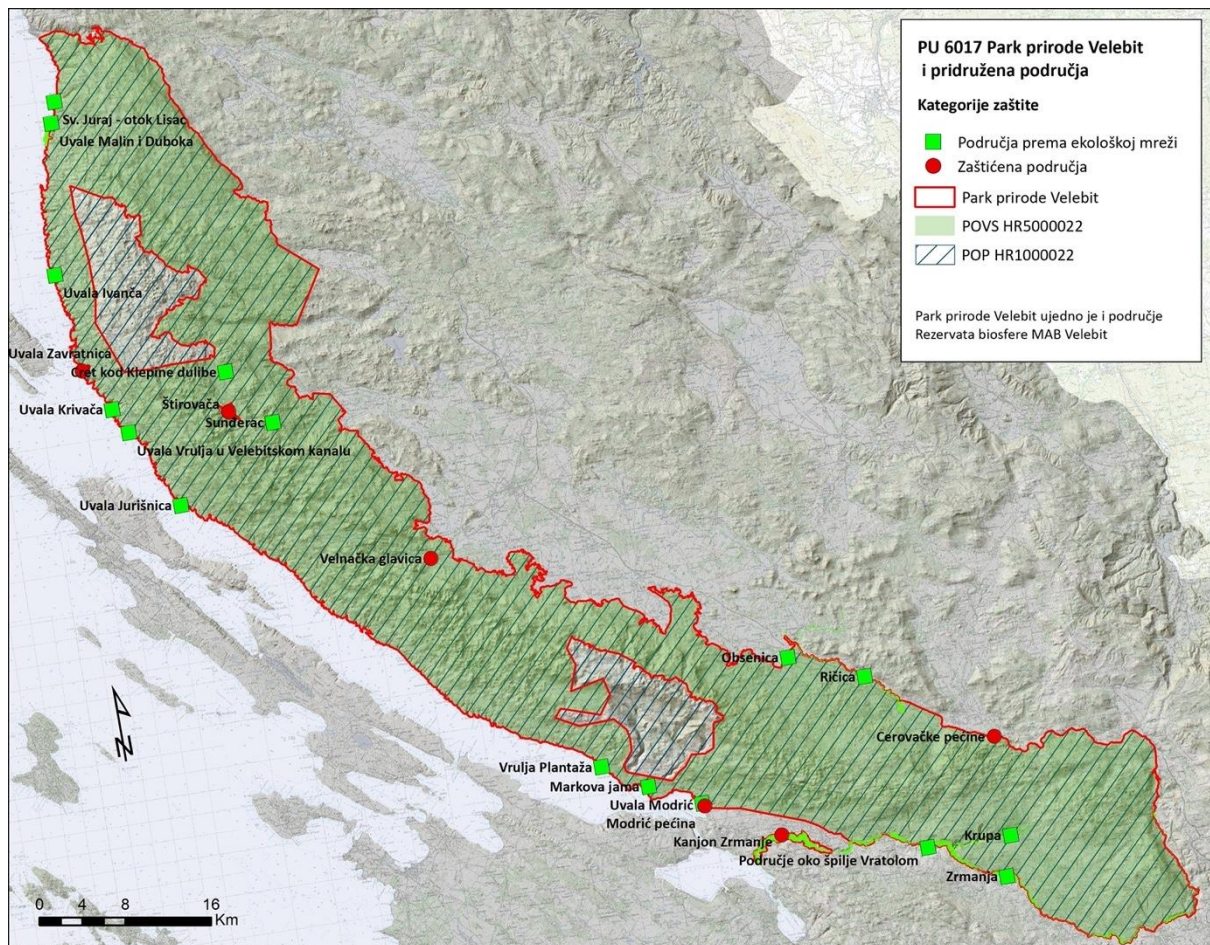 PU 6017 Park prirode Velebit
i pridružena područja
Kategorije zaštite
Područja prema ekološkoj mreži
Zaštićena područja
Park prirode Velebit
POVS HR5000022
POP HR1000022
Park prirode Velebit ujedno je i područje
Rezervata biosfere MAB Velebit
Sv. Juraj - otok Lisac
Uvale Malin i Duboka
Uvala Ivanča
Uvala Zavratnica
Cret kod Klepine dulibe
Štirovača
Uvala Krivača
Sunđerac
Uvala Vrulja u Velebitskom kanalu
Uvala Jurišnica
Velnačka glavica
Obsenica
Ričica
Cerovačke pećine
Vrulja Plantaža
Markova jama
Uvala Modrić
Modrić pećina
Kanjon Zrmanje
Krupa
Područje oko špilje Vratolom
Zrmanja
N
0 4 8 16
Km